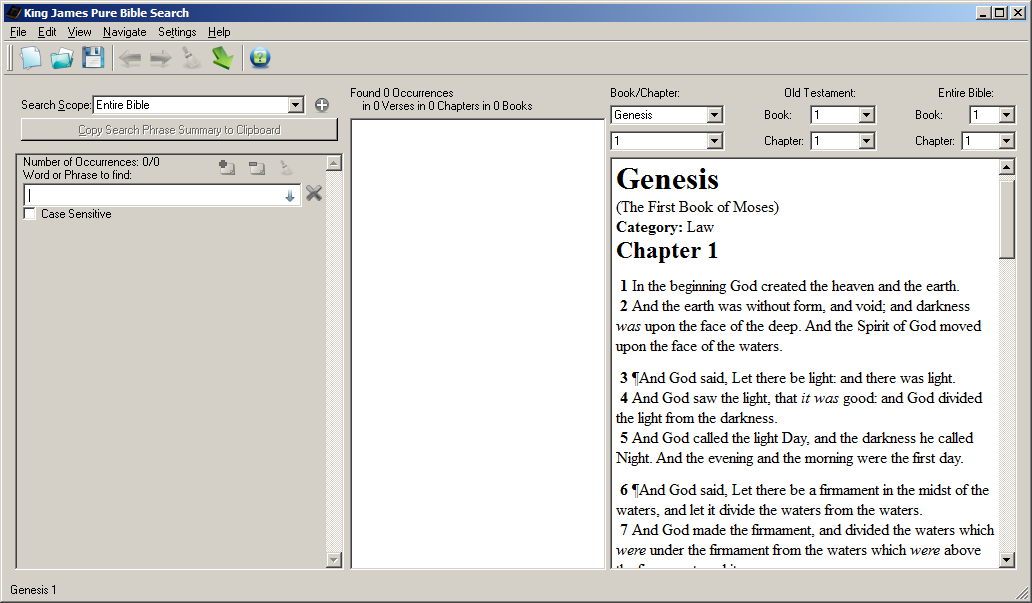 King James Pure Bible Search
File Edit View Navigate Settings Help
Search Scope: Entire Bible
Copy Search Phrase Summary to Clipboard
Number of Occurrences: 0/0
Word or Phrase to find:
Case Sensitive
Found 0 Occurrences
in 0 Verses in 0 Chapters in 0 Books
Book/Chapter: Old Testament: Entire Bible:
Genesis Book: 1 Book: 1
1 Chapter: 1 Chapter: 1
Genesis
(The First Book of Moses)
Category: Law
Chapter 1
1 In the beginning God created the heaven and the earth.
2 And the earth was without form, and void; and darkness
was upon the face of the deep. And the Spirit of God moved
upon the face of the waters.
3 ¶And God said, Let there be light: and there was light.
4 And God saw the light, that it was good: and God divided
the light from the darkness.
5 And God called the light Day, and the darkness he called
Night. And the evening and the morning were the first day.
6 ¶And God said, Let there be a firmament in the midst of the
waters, and let it divide the waters from the waters.
7 And God made the firmament, and divided the waters which
were under the firmament from the waters which were above
Genesis 1